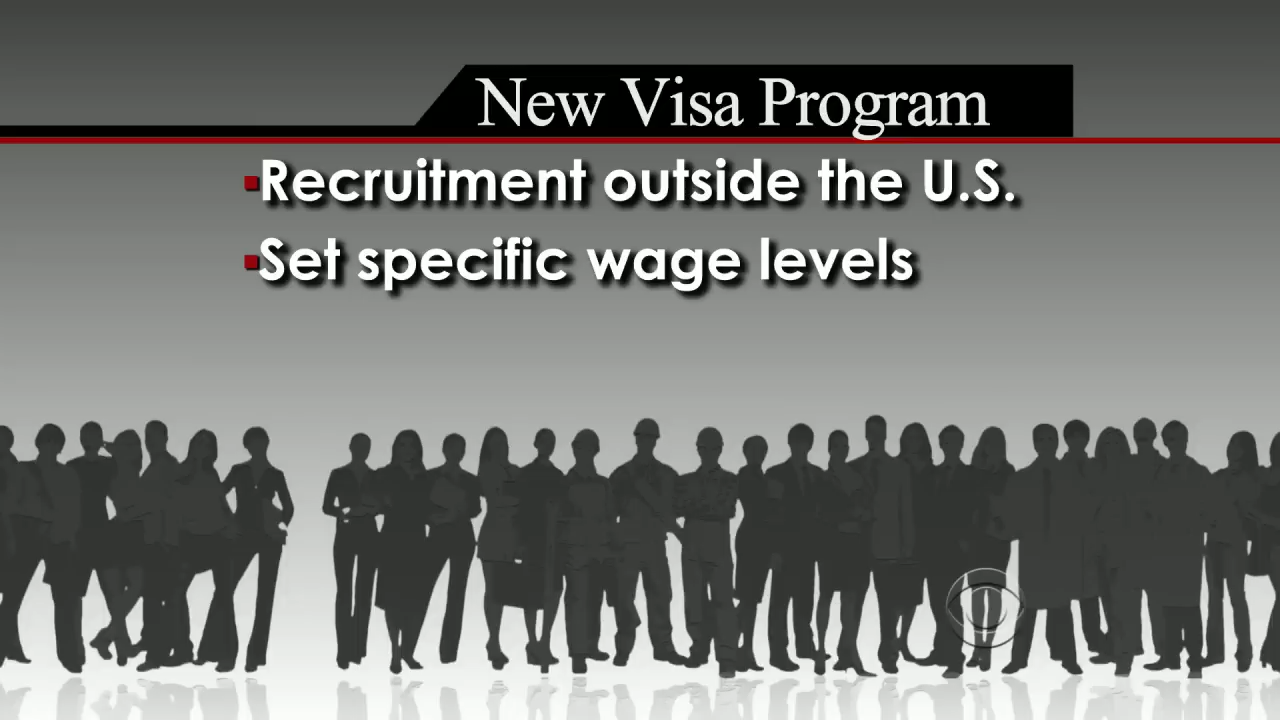 New Visa Program
▪Recruitment outside the U.S.
▪Set specific wage levels